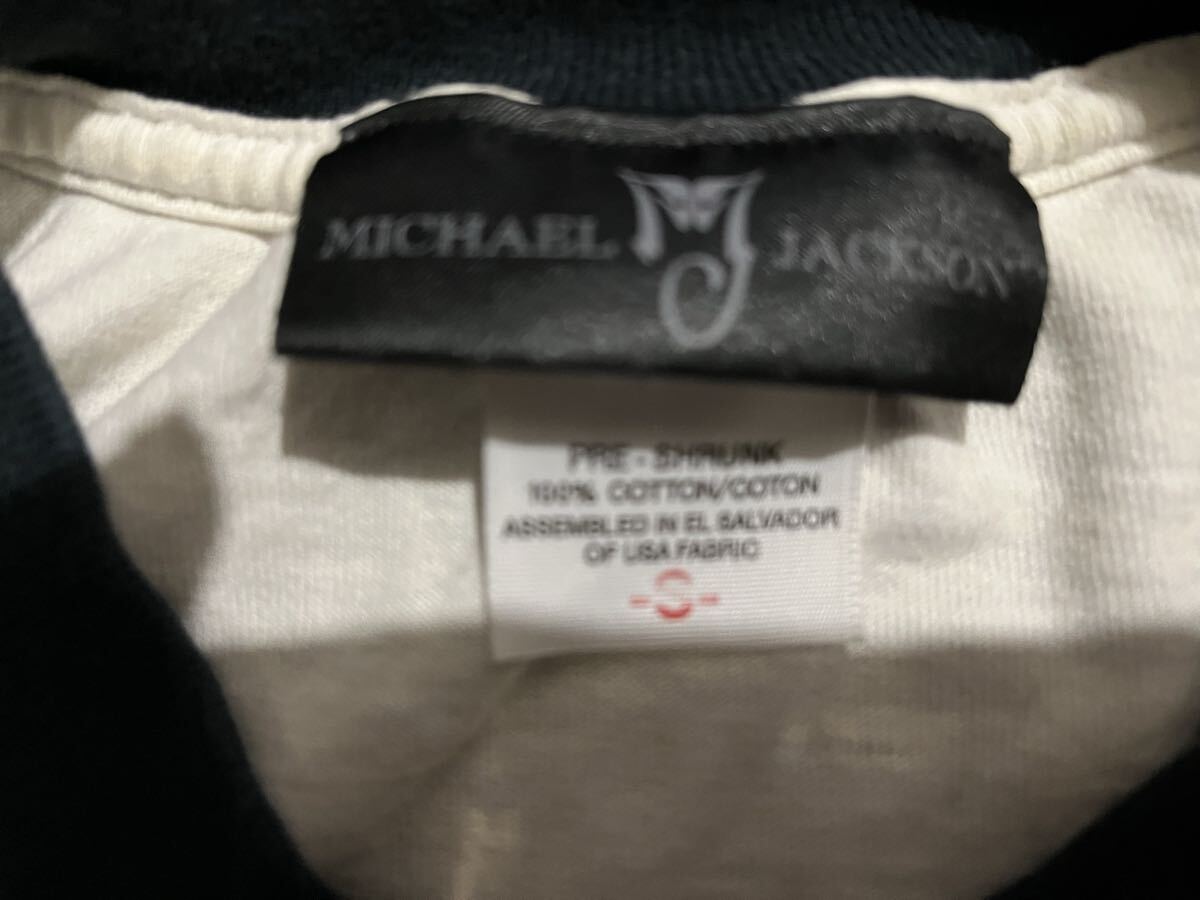 MICHAEL MJ JACKSON
PRE - SHRUNK
100% COTTON/COTON
ASSEMBLED IN EL SALVADOR
OF USA FABRIC
-S-